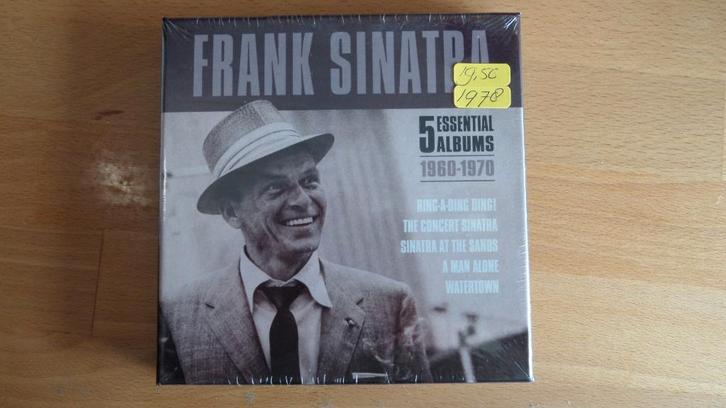 FRANK SINATRA
19,50
1978
5 ESSENTIAL
ALBUMS
1960-1970
RING-A-DING DING!
THE CONCERT SINATRA
SINATRA AT THE SANDS
A MAN ALONE
WATERTOWN